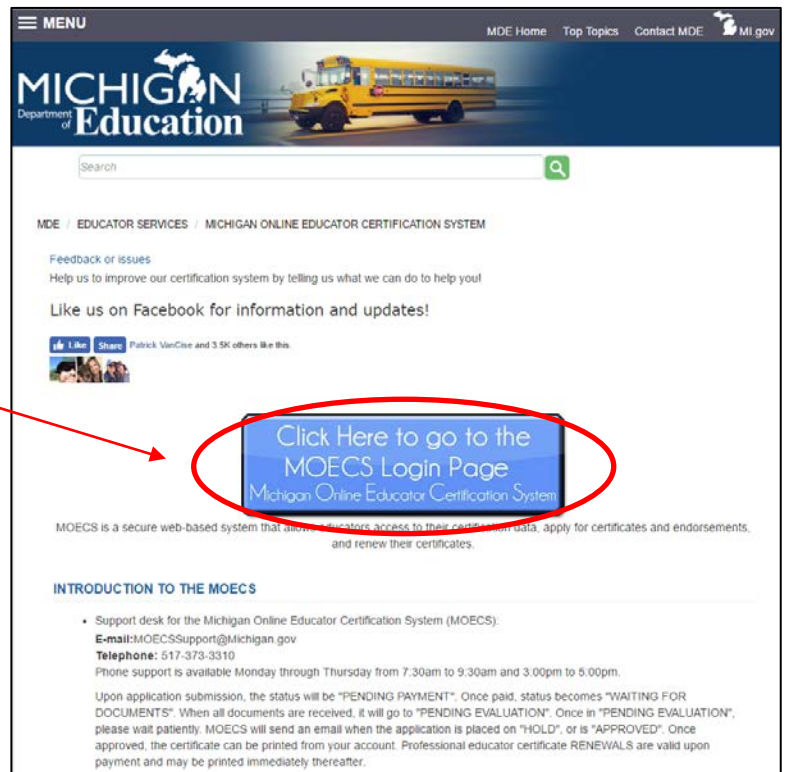 MENU
MDE Home Top Topics Contact MDE MI.gov
MICHIGAN
Department of Education
Search
MDE / EDUCATOR SERVICES / MICHIGAN ONLINE EDUCATOR CERTIFICATION SYSTEM
Feedback or issues
Help us to improve our certification system by telling us what we can do to help you!
Like us on Facebook for information and updates!
Like Share Patrick VanCise and 3.5K others like this.
Click Here to go to the
MOECS Login Page
Michigan Online Educator Certification System
MOECS is a secure web-based system that allows educators access to their certification data, apply for certificates and endorsements,
and renew their certificates.
INTRODUCTION TO THE MOECS
• Support desk for the Michigan Online Educator Certification System (MOECS):
E-mail:MOECSSupport@Michigan.gov
Telephone: 517-373-3310
Phone support is available Monday through Thursday from 7:30am to 9:30am and 3:00pm to 5:00pm.
Upon application submission, the status will be "PENDING PAYMENT". Once paid, status becomes "WAITING FOR
DOCUMENTS". When all documents are received, it will go to "PENDING EVALUATION". Once in "PENDING EVALUATION",
please wait patiently. MOECS will send an email when the application is placed on "HOLD", or is "APPROVED". Once
approved, the certificate can be printed from your account. Professional educator certificate RENEWALS are valid upon
payment and may be printed immediately thereafter.